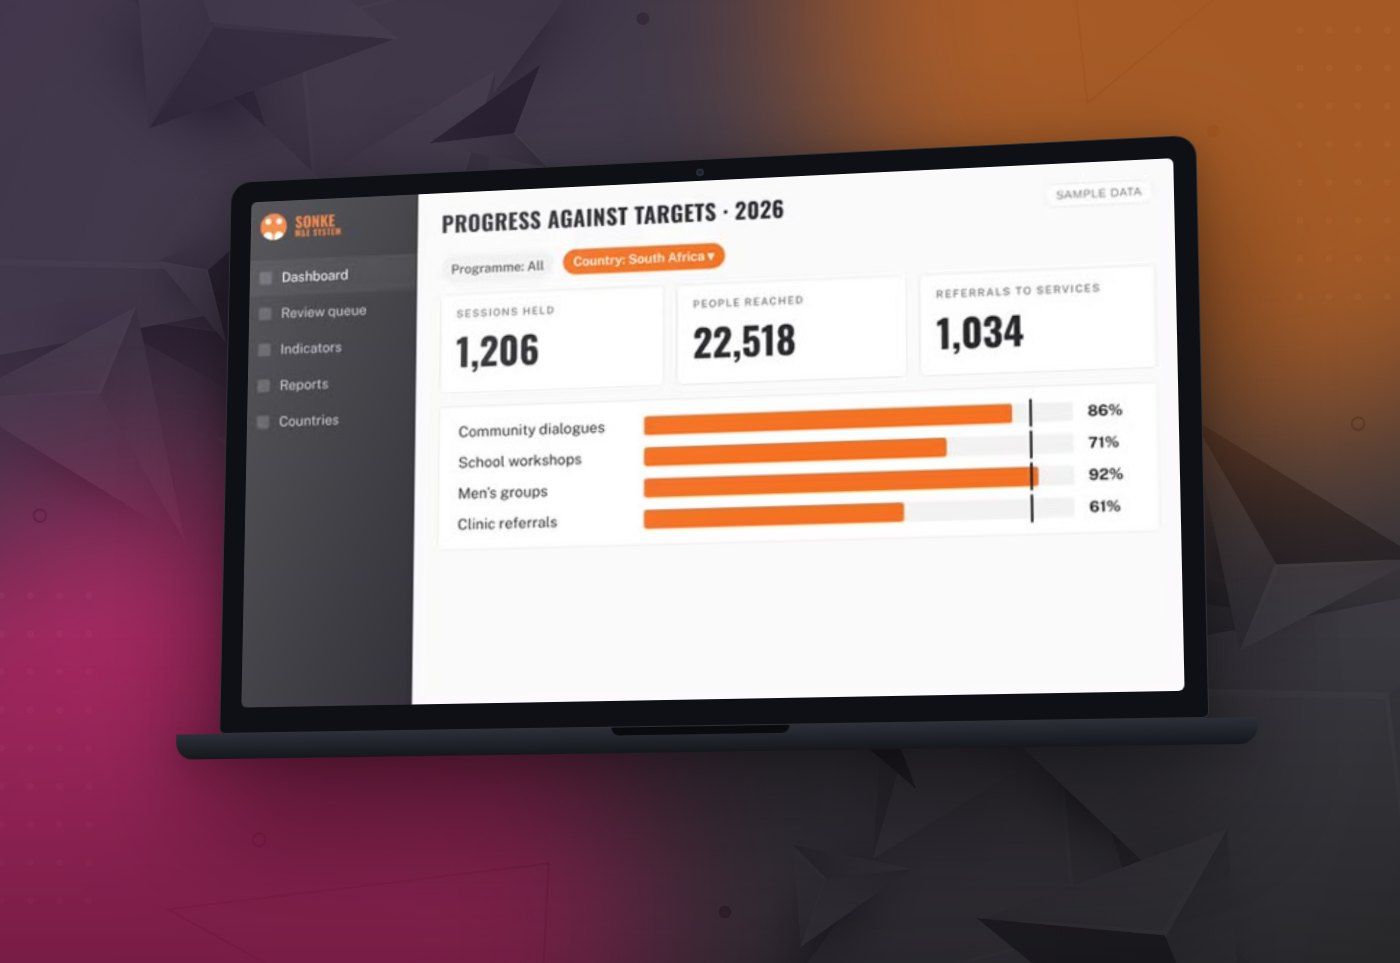 SONKE
M&E SYSTEM
Dashboard
Review queue
Indicators
Reports
Countries
PROGRESS AGAINST TARGETS · 2026
SAMPLE DATA
Programme: All
Country: South Africa ▾
SESSIONS HELD
1,206
PEOPLE REACHED
22,518
REFERRALS TO SERVICES
1,034
Community dialogues
86%
School workshops
71%
Men's groups
92%
Clinic referrals
61%